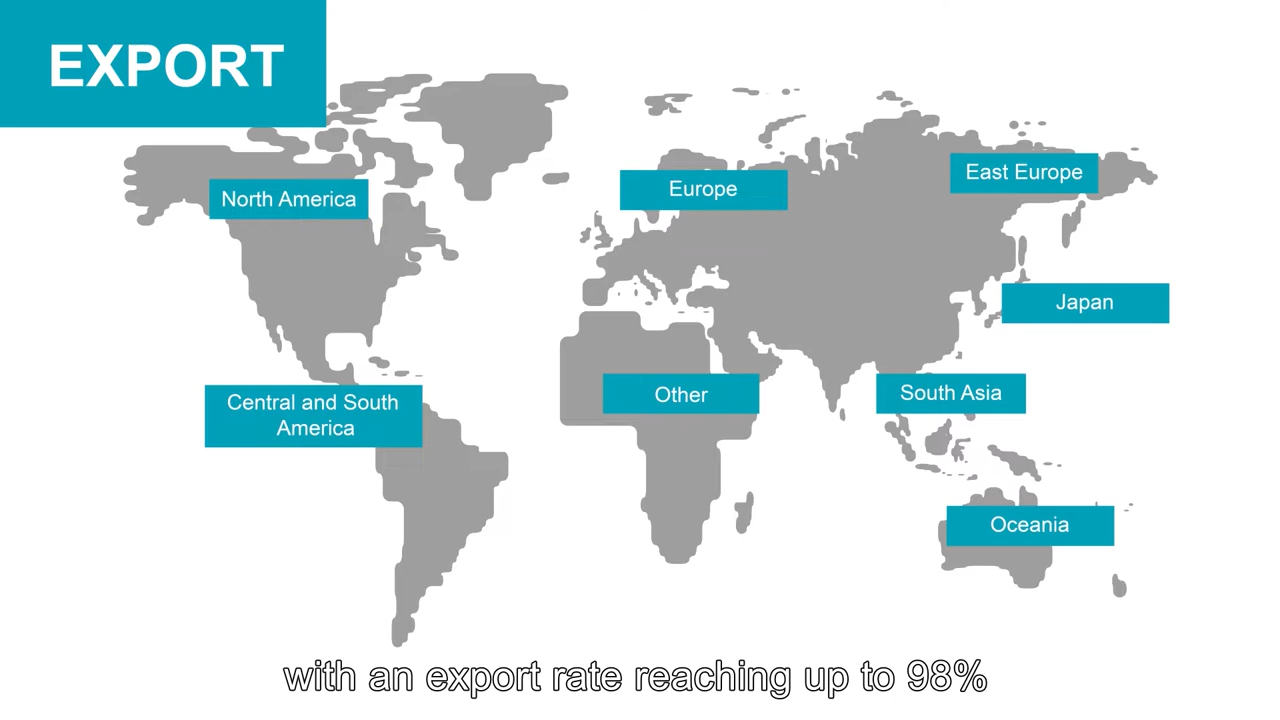 EXPORT
East Europe
Europe
North America
Japan
Central and South
America
Other
South Asia
Oceania
with an export rate reaching up to 98%